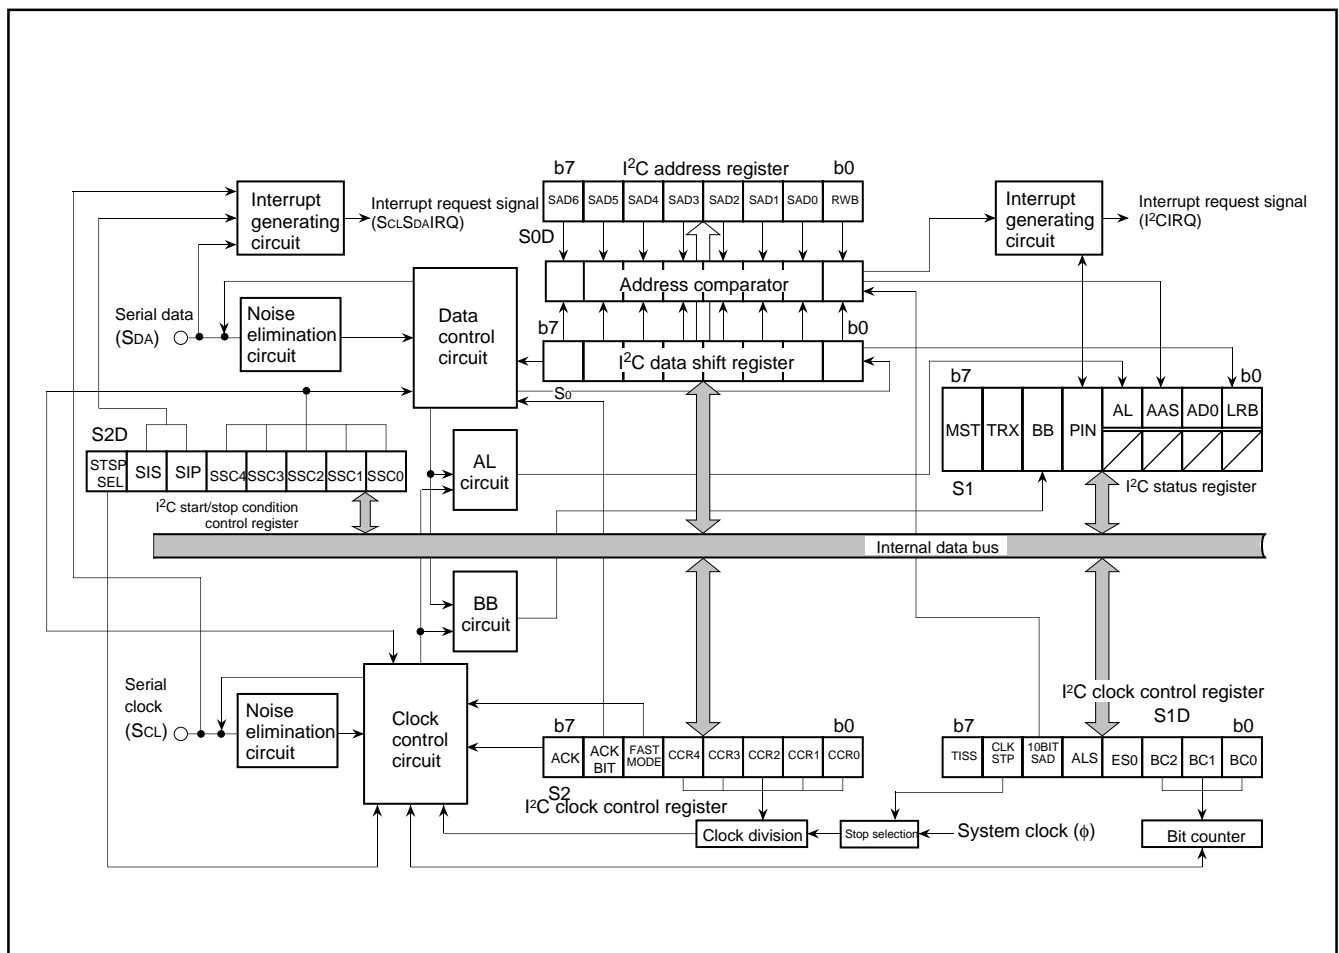 b7 I²C address register b0
SAD6 SAD5 SAD4 SAD3 SAD2 SAD1 SAD0 RWB
S0D
Interrupt
generating
circuit
Interrupt request signal
(SCLSDAIRQ)
Interrupt
generating
circuit
Interrupt request signal
(I²CIRQ)
Address comparator
Serial data
(SDA)
Noise
elimination
circuit
Data
control
circuit
b7 b0
I²C data shift register
S0
b7 b0
MST TRX BB PIN AL AAS AD0 LRB
S1
I²C status register
S2D
STSP
SEL
SIS SIP SSC4 SSC3 SSC2 SSC1 SSC0
I²C start/stop condition
control register
AL
circuit
Internal data bus
BB
circuit
Serial
clock
(SCL)
Noise
elimination
circuit
Clock
control
circuit
b7 b0
ACK
ACK
BIT
FAST
MODE
CCR4 CCR3 CCR2 CCR1 CCR0
S2
I²C clock control register
I²C clock control register
S1D
b7 b0
TISS
CLK
STP
10BIT
SAD
ALS ES0 BC2 BC1 BC0
Clock division
Stop selection
System clock (ϕ)
Bit counter